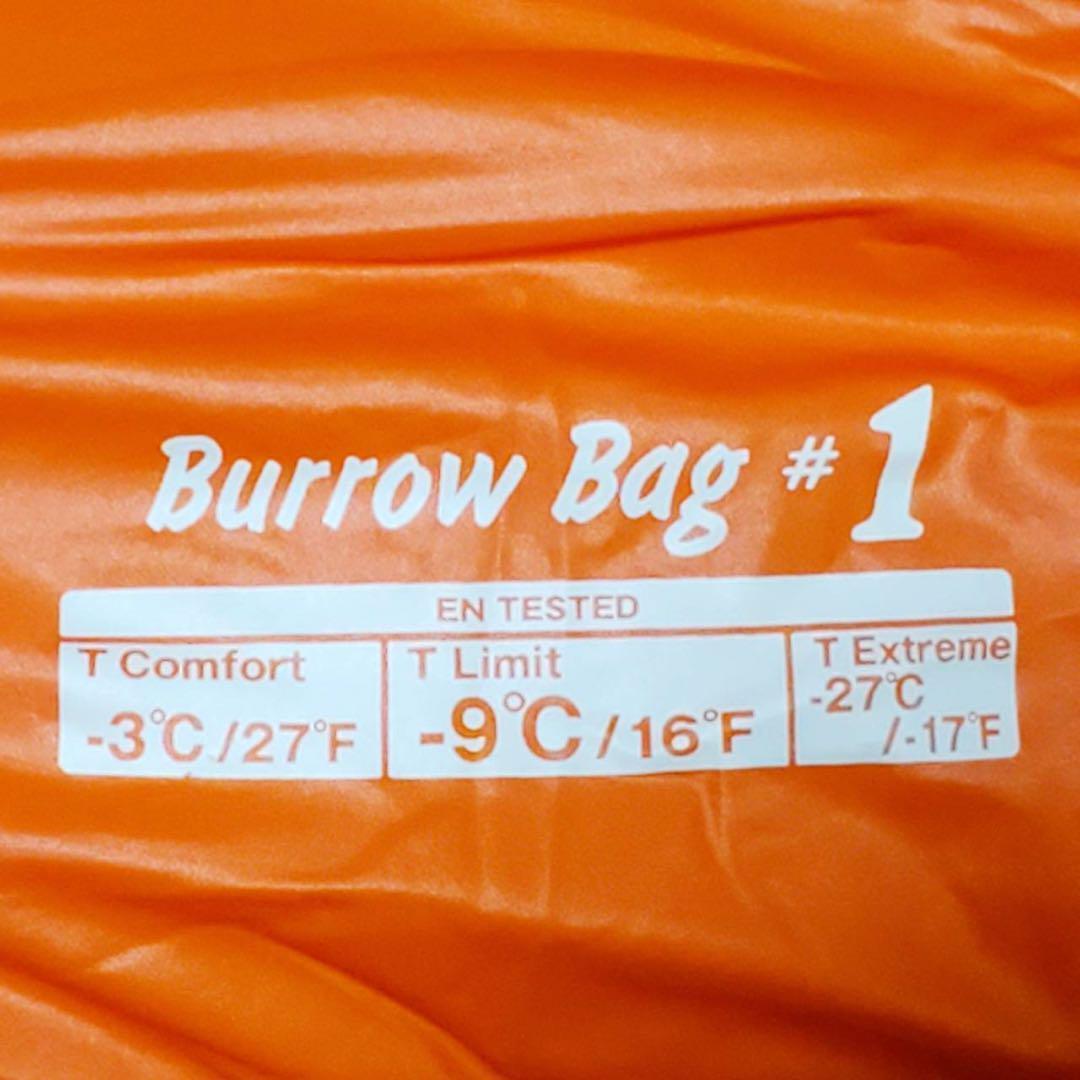 Burrow Bag #1
EN TESTED
T Comfort
-3℃/27°F
T Limit
-9℃/16°F
T Extreme
-27℃
/-17°F